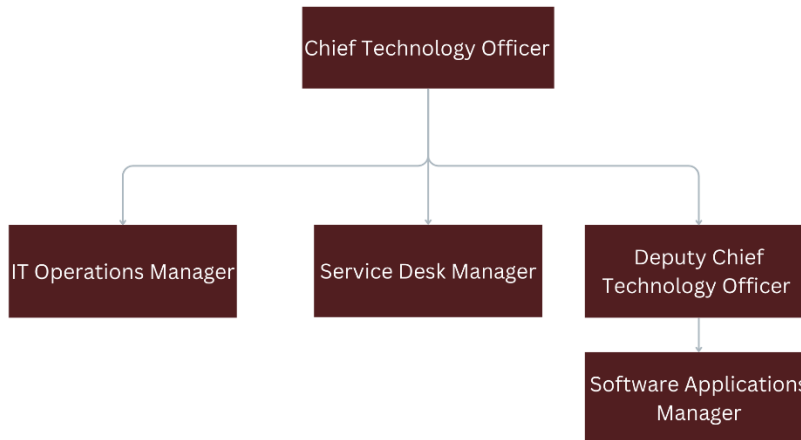 Chief Technology Officer
IT Operations Manager
Service Desk Manager
Deputy Chief
Technology Officer
Software Applications
Manager